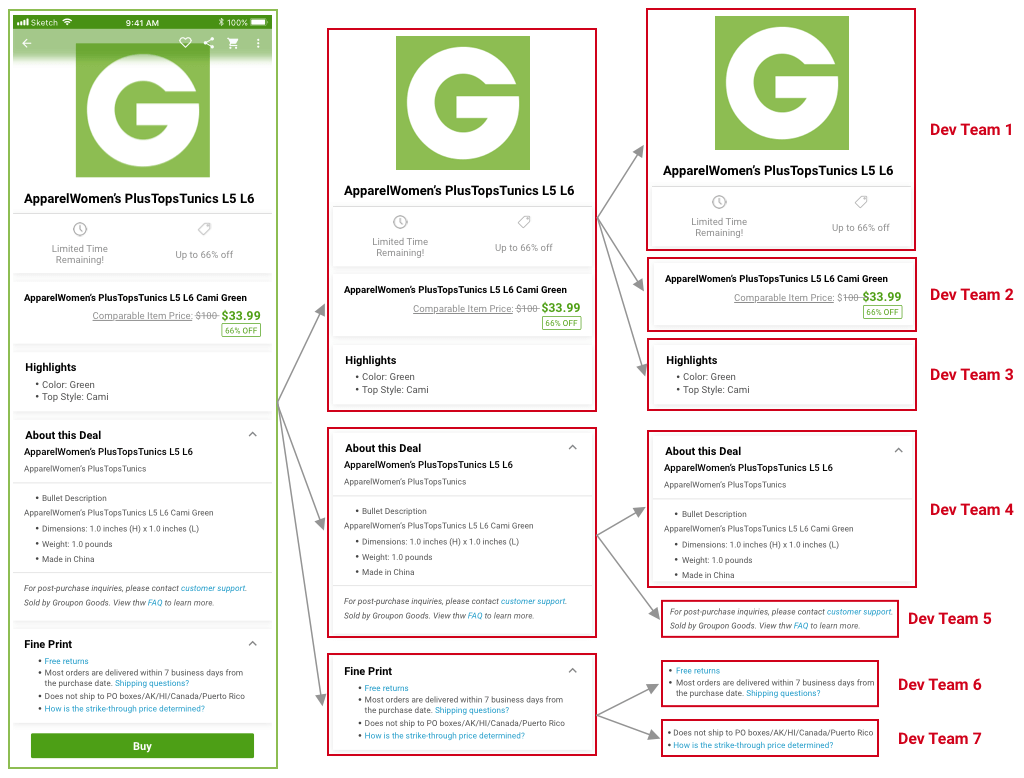 Sketch 9:41 AM 100%
G
ApparelWomen's PlusTopsTunics L5 L6
Limited Time
Remaining!
Up to 66% off
ApparelWomen's PlusTopsTunics L5 L6 Cami Green
Comparable Item Price: $100 $33.99
66% OFF
Highlights
• Color: Green
• Top Style: Cami
About this Deal
ApparelWomen's PlusTopsTunics L5 L6
ApparelWomen's PlusTopsTunics
• Bullet Description
ApparelWomen's PlusTopsTunics L5 L6 Cami Green
• Dimensions: 1.0 inches (H) x 1.0 inches (L)
• Weight: 1.0 pounds
• Made in China
For post-purchase inquiries, please contact customer support.
Sold by Groupon Goods. View thw FAQ to learn more.
Fine Print
• Free returns
• Most orders are delivered within 7 business days from
the purchase date. Shipping questions?
• Does not ship to PO boxes/AK/HI/Canada/Puerto Rico
• How is the strike-through price determined?
Buy
G
ApparelWomen's PlusTopsTunics L5 L6
Limited Time
Remaining!
Up to 66% off
ApparelWomen's PlusTopsTunics L5 L6 Cami Green
Comparable Item Price: $100 $33.99
66% OFF
Highlights
• Color: Green
• Top Style: Cami
About this Deal
ApparelWomen's PlusTopsTunics L5 L6
ApparelWomen's PlusTopsTunics
• Bullet Description
ApparelWomen's PlusTopsTunics L5 L6 Cami Green
• Dimensions: 1.0 inches (H) x 1.0 inches (L)
• Weight: 1.0 pounds
• Made in China
For post-purchase inquiries, please contact customer support.
Sold by Groupon Goods. View thw FAQ to learn more.
Fine Print
• Free returns
• Most orders are delivered within 7 business days from
the purchase date. Shipping questions?
• Does not ship to PO boxes/AK/HI/Canada/Puerto Rico
• How is the strike-through price determined?
G
ApparelWomen's PlusTopsTunics L5 L6
Limited Time
Remaining!
Up to 66% off
Dev Team 1
ApparelWomen's PlusTopsTunics L5 L6 Cami Green
Comparable Item Price: $100 $33.99
66% OFF
Dev Team 2
Highlights
• Color: Green
• Top Style: Cami
Dev Team 3
About this Deal
ApparelWomen's PlusTopsTunics L5 L6
ApparelWomen's PlusTopsTunics
• Bullet Description
ApparelWomen's PlusTopsTunics L5 L6 Cami Green
• Dimensions: 1.0 inches (H) x 1.0 inches (L)
• Weight: 1.0 pounds
• Made in China
Dev Team 4
For post-purchase inquiries, please contact customer support.
Sold by Groupon Goods. View thw FAQ to learn more.
Dev Team 5
• Free returns
• Most orders are delivered within 7 business days from
the purchase date. Shipping questions?
Dev Team 6
• Does not ship to PO boxes/AK/HI/Canada/Puerto Rico
• How is the strike-through price determined?
Dev Team 7